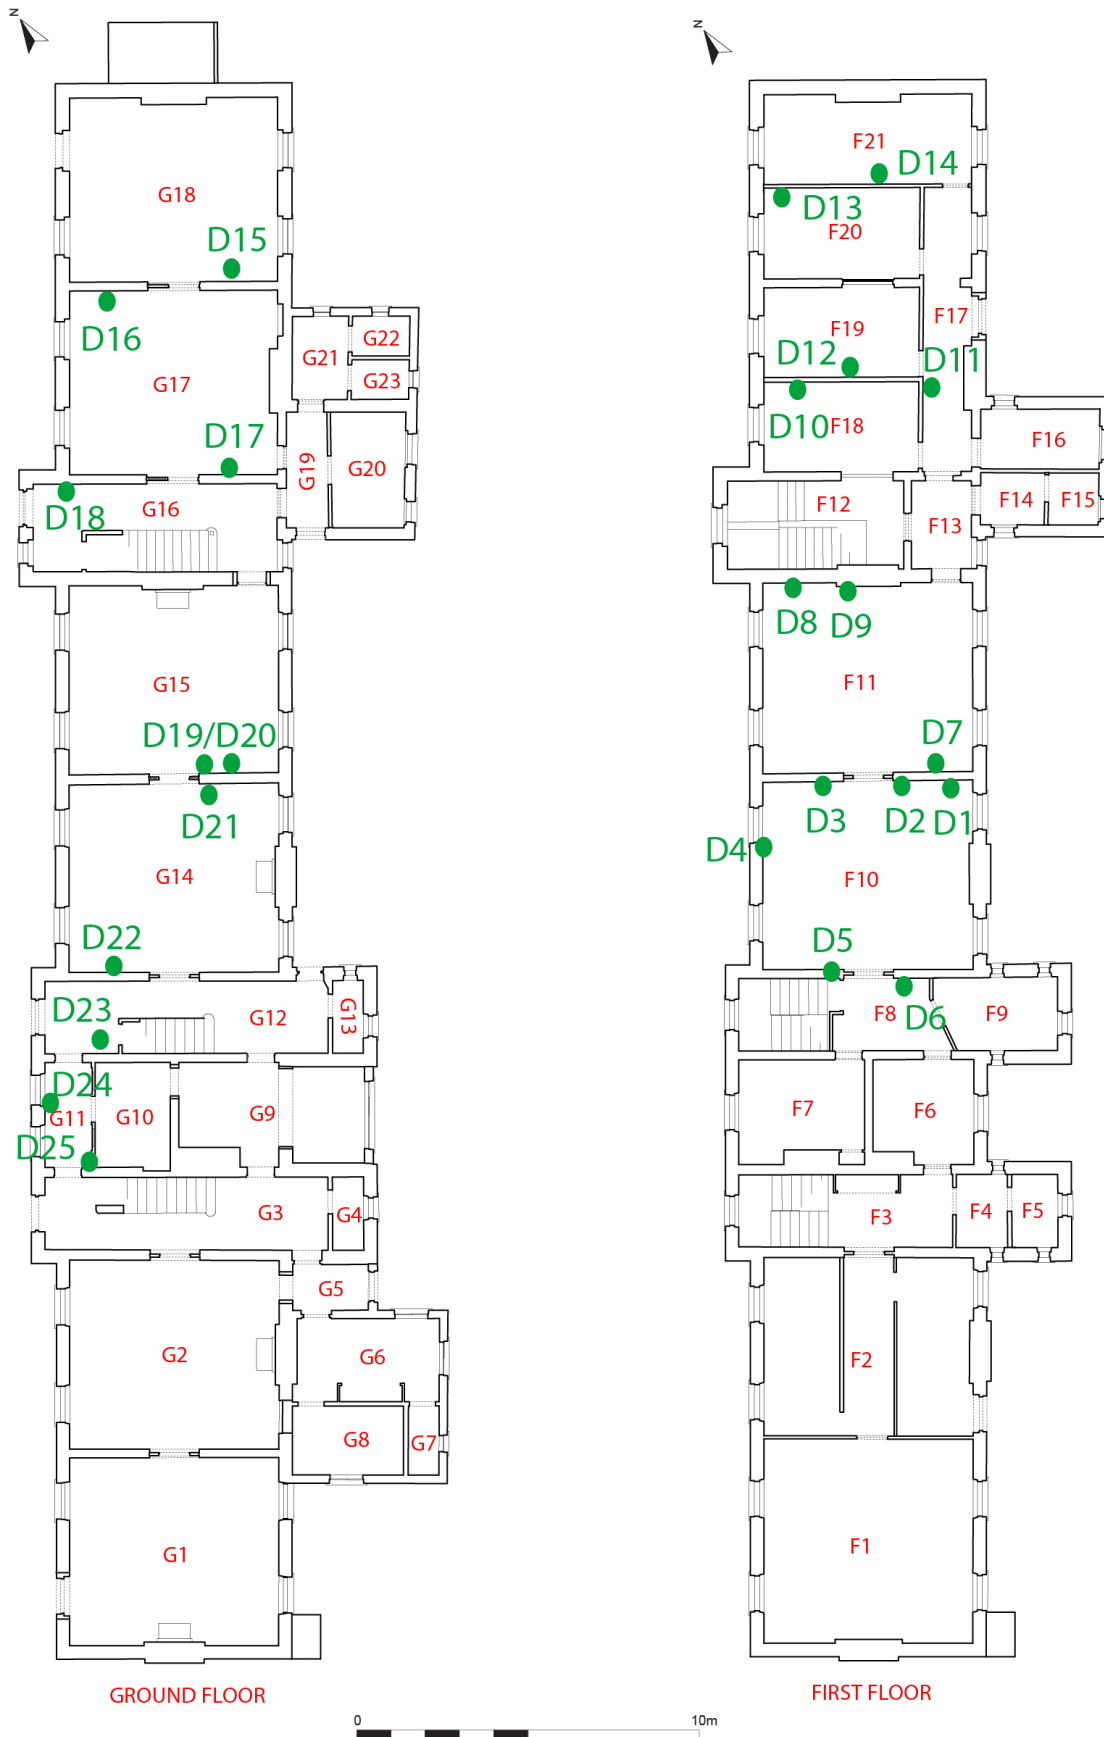 N
G18
D15
D16
G17
G21
G22
G23
D17
G19
G20
D18
G16
G15
D19/D20
D21
G14
D22
D23
G12
G13
D24
G11
G10
G9
D25
G3
G4
G5
G2
G6
G8
G7
G1
GROUND FLOOR
N
F21
D14
D13
F20
F17
F19
D12
D11
D10
F18
F16
F12
F13
F14
F15
D8
D9
F11
D7
D3
D2
D1
D4
F10
D5
D6
F8
F9
F7
F6
F3
F4
F5
F2
F1
FIRST FLOOR
0
10m